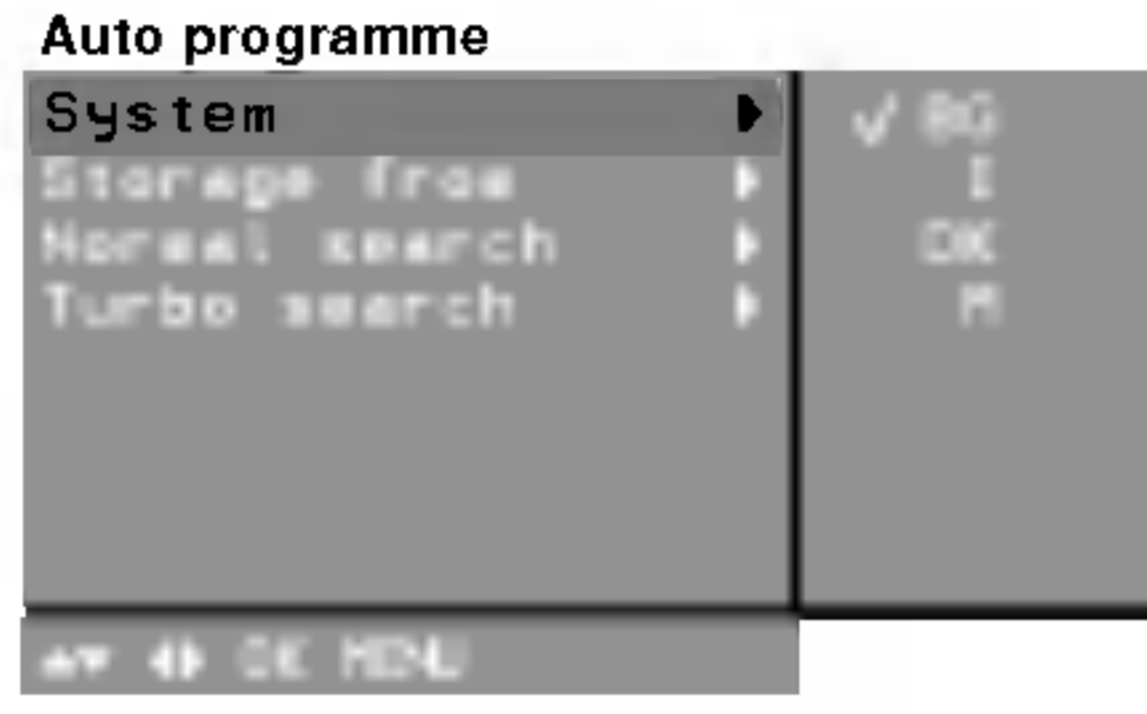 Auto programme
System
Storage from
Normal search
Turbo search
✓ BG
I
DK
M
▲▼ ◀▶ OK MENU